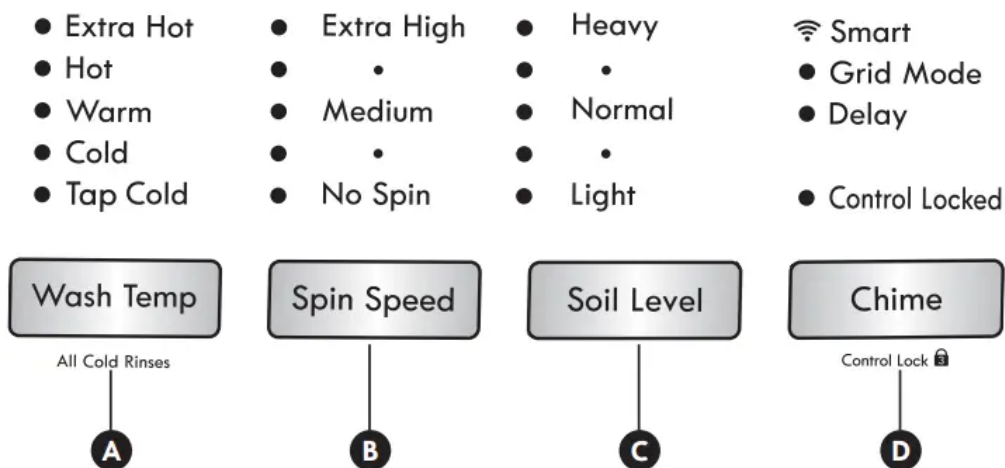 Extra Hot
Hot
Warm
Cold
Tap Cold
Extra High
Medium
No Spin
Heavy
Normal
Light
Smart
Grid Mode
Delay
Control Locked
Wash Temp
Spin Speed
Soil Level
Chime
All Cold Rinses
Control Lock 3
A
B
C
D